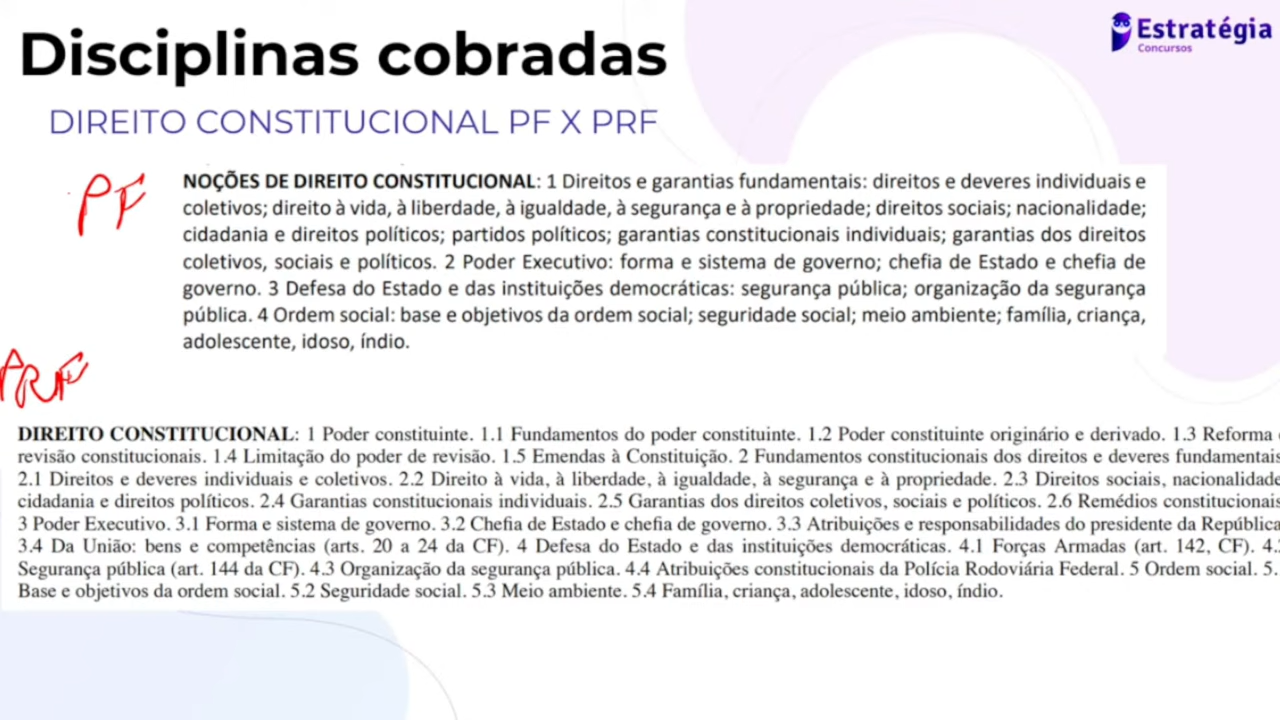 Disciplinas cobradas
Estratégia
Concursos
DIREITO CONSTITUCIONAL PF X PRF
PF
NOÇÕES DE DIREITO CONSTITUCIONAL: 1 Direitos e garantias fundamentais: direitos e deveres individuais e
coletivos; direito à vida, à liberdade, à igualdade, à segurança e à propriedade; direitos sociais; nacionalidade;
cidadania e direitos políticos; partidos políticos; garantias constitucionais individuais; garantias dos direitos
coletivos, sociais e políticos. 2 Poder Executivo: forma e sistema de governo; chefia de Estado e chefia de
governo. 3 Defesa do Estado e das instituições democráticas: segurança pública; organização da segurança
pública. 4 Ordem social: base e objetivos da ordem social; seguridade social; meio ambiente; família, criança,
adolescente, idoso, índio.
PRF
DIREITO CONSTITUCIONAL: 1 Poder constituinte. 1.1 Fundamentos do poder constituinte. 1.2 Poder constituinte originário e derivado. 1.3 Reforma
revisão constitucionais. 1.4 Limitação do poder de revisão. 1.5 Emendas à Constituição. 2 Fundamentos constitucionais dos direitos e deveres fundamentais
2.1 Direitos e deveres individuais e coletivos. 2.2 Direito à vida, à liberdade, à igualdade, à segurança e à propriedade. 2.3 Direitos sociais, nacionalidade
cidadania e direitos políticos. 2.4 Garantias constitucionais individuais. 2.5 Garantias dos direitos coletivos, sociais e políticos. 2.6 Remédios constitucionais
3 Poder Executivo. 3.1 Forma e sistema de governo. 3.2 Chefia de Estado e chefia de governo. 3.3 Atribuições e responsabilidades do presidente da República
3.4 Da União: bens e competências (arts. 20 a 24 da CF). 4 Defesa do Estado e das instituições democráticas. 4.1 Forças Armadas (art. 142, CF). 4.
Segurança pública (art. 144 da CF). 4.3 Organização da segurança pública. 4.4 Atribuições constitucionais da Polícia Rodoviária Federal. 5 Ordem social. 5.
Base e objetivos da ordem social. 5.2 Seguridade social. 5.3 Meio ambiente. 5.4 Família, criança, adolescente, idoso, índio.